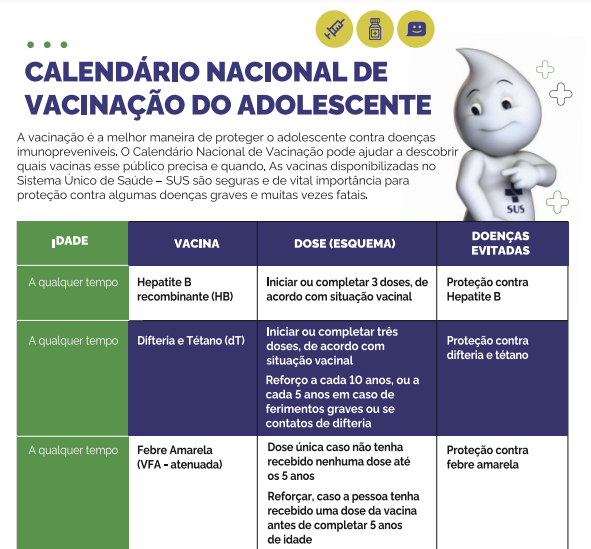 CALENDÁRIO NACIONAL DE
VACINAÇÃO DO ADOLESCENTE
A vacinação é a melhor maneira de proteger o adolescente contra doenças
imunopreveníveis. O Calendário Nacional de Vacinação pode ajudar a descobrir
quais vacinas esse público precisa e quando, As vacinas disponibilizadas no
Sistema Único de Saúde – SUS são seguras e de vital importância para
proteção contra algumas doenças graves e muitas vezes fatais.
SUS
IDADE
VACINA
DOSE (ESQUEMA)
DOENÇAS
EVITADAS
A qualquer tempo
Hepatite B
recombinante (HB)
Iniciar ou completar 3 doses, de
acordo com situação vacinal
Proteção contra
Hepatite B
A qualquer tempo
Difteria e Tétano (dT)
Iniciar ou completar três
doses, de acordo com
situação vacinal
Reforço a cada 10 anos, ou a
cada 5 anos em caso de
ferimentos graves ou se
contatos de difteria
Proteção contra
difteria e tétano
A qualquer tempo
Febre Amarela
(VFA - atenuada)
Dose única caso não tenha
recebido nenhuma dose até
os 5 anos
Reforçar, caso a pessoa tenha
recebido uma dose da vacina
antes de completar 5 anos
de idade
Proteção contra
febre amarela